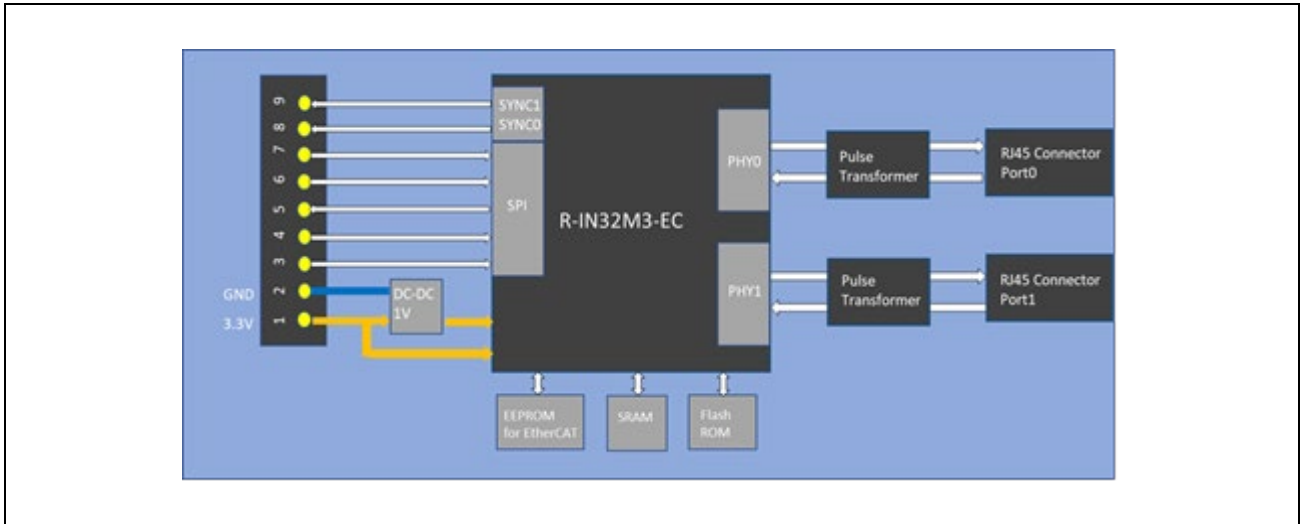 9
8
7
6
5
4
3
2
1
GND
3.3V
DC-DC
1V
SYNC1
SYNC0
SPI
R-IN32M3-EC
PHY0
PHY1
Pulse
Transformer
RJ45 Connector
Port0
Pulse
Transformer
RJ45 Connector
Port1
EEPROM
for EtherCAT
SRAM
Flash
ROM